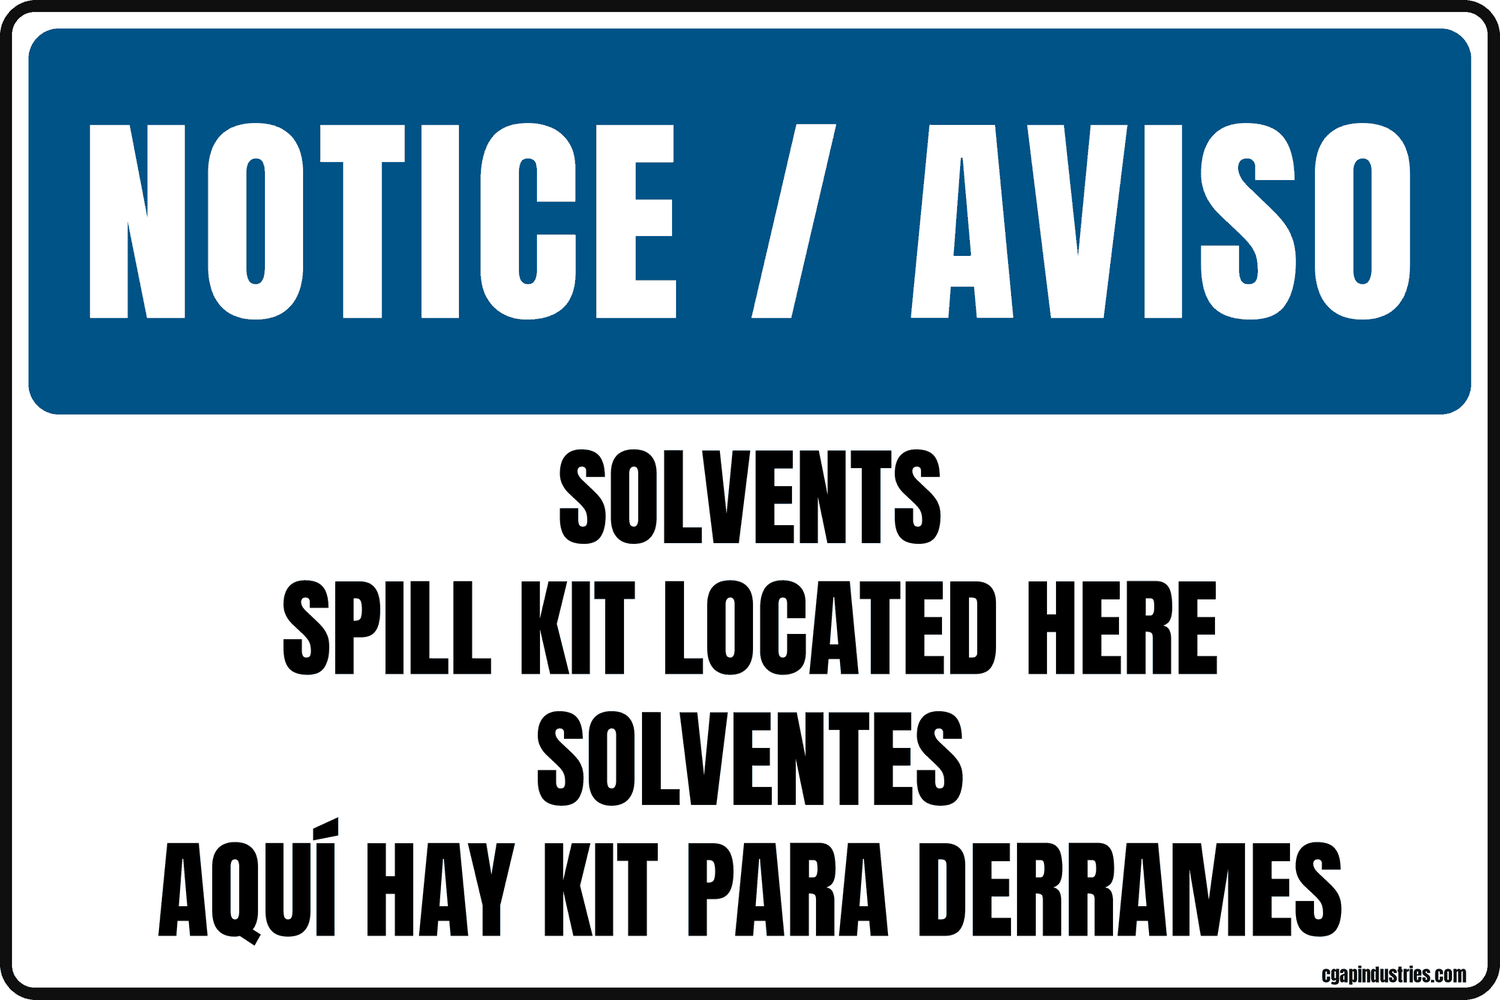 NOTICE / AVISO
SOLVENTS
SPILL KIT LOCATED HERE
SOLVENTES
AQUÍ HAY KIT PARA DERRAMES
cgapindustries.com